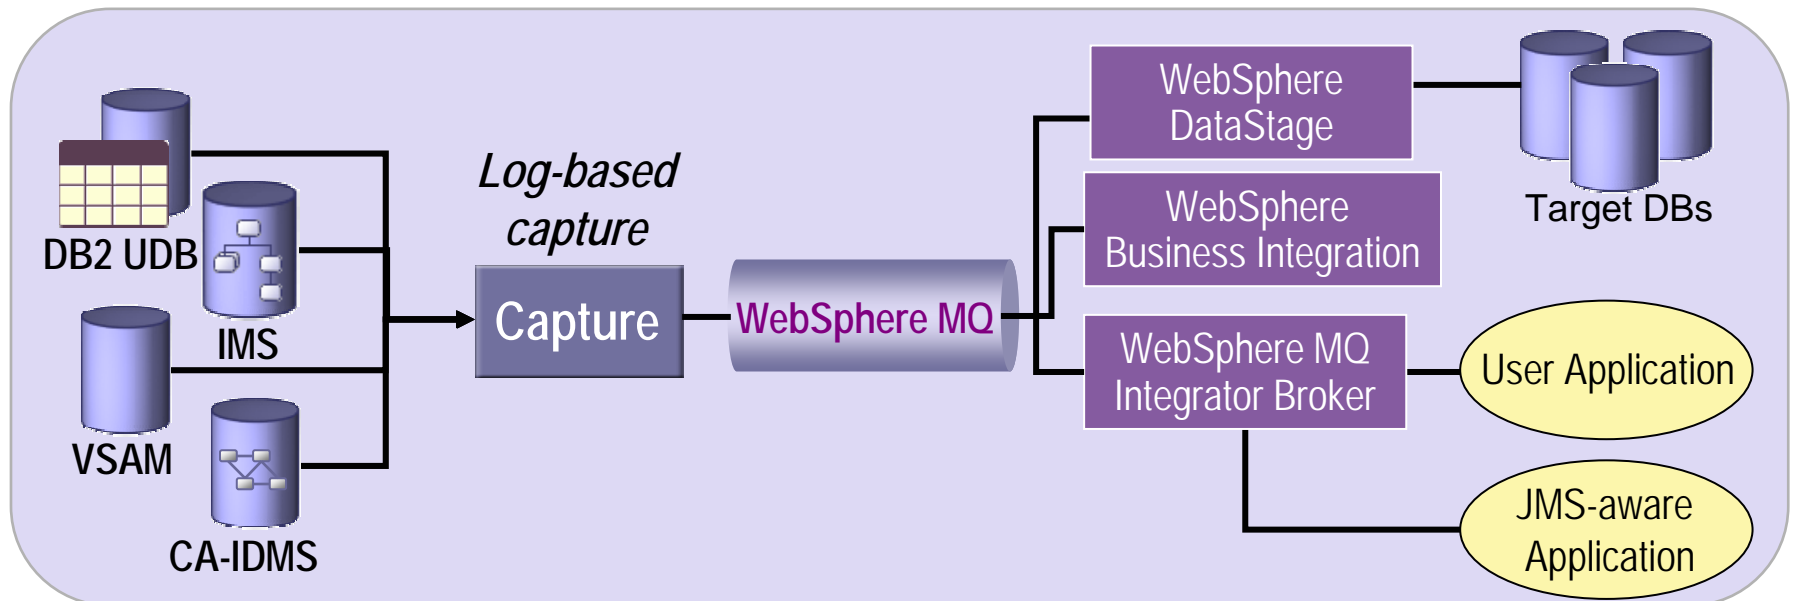 DB2 UDB
IMS
VSAM
CA-IDMS
Log-based
capture
Capture
WebSphere MQ
WebSphere
DataStage
WebSphere
Business Integration
WebSphere MQ
Integrator Broker
Target DBs
User Application
JMS-aware
Application